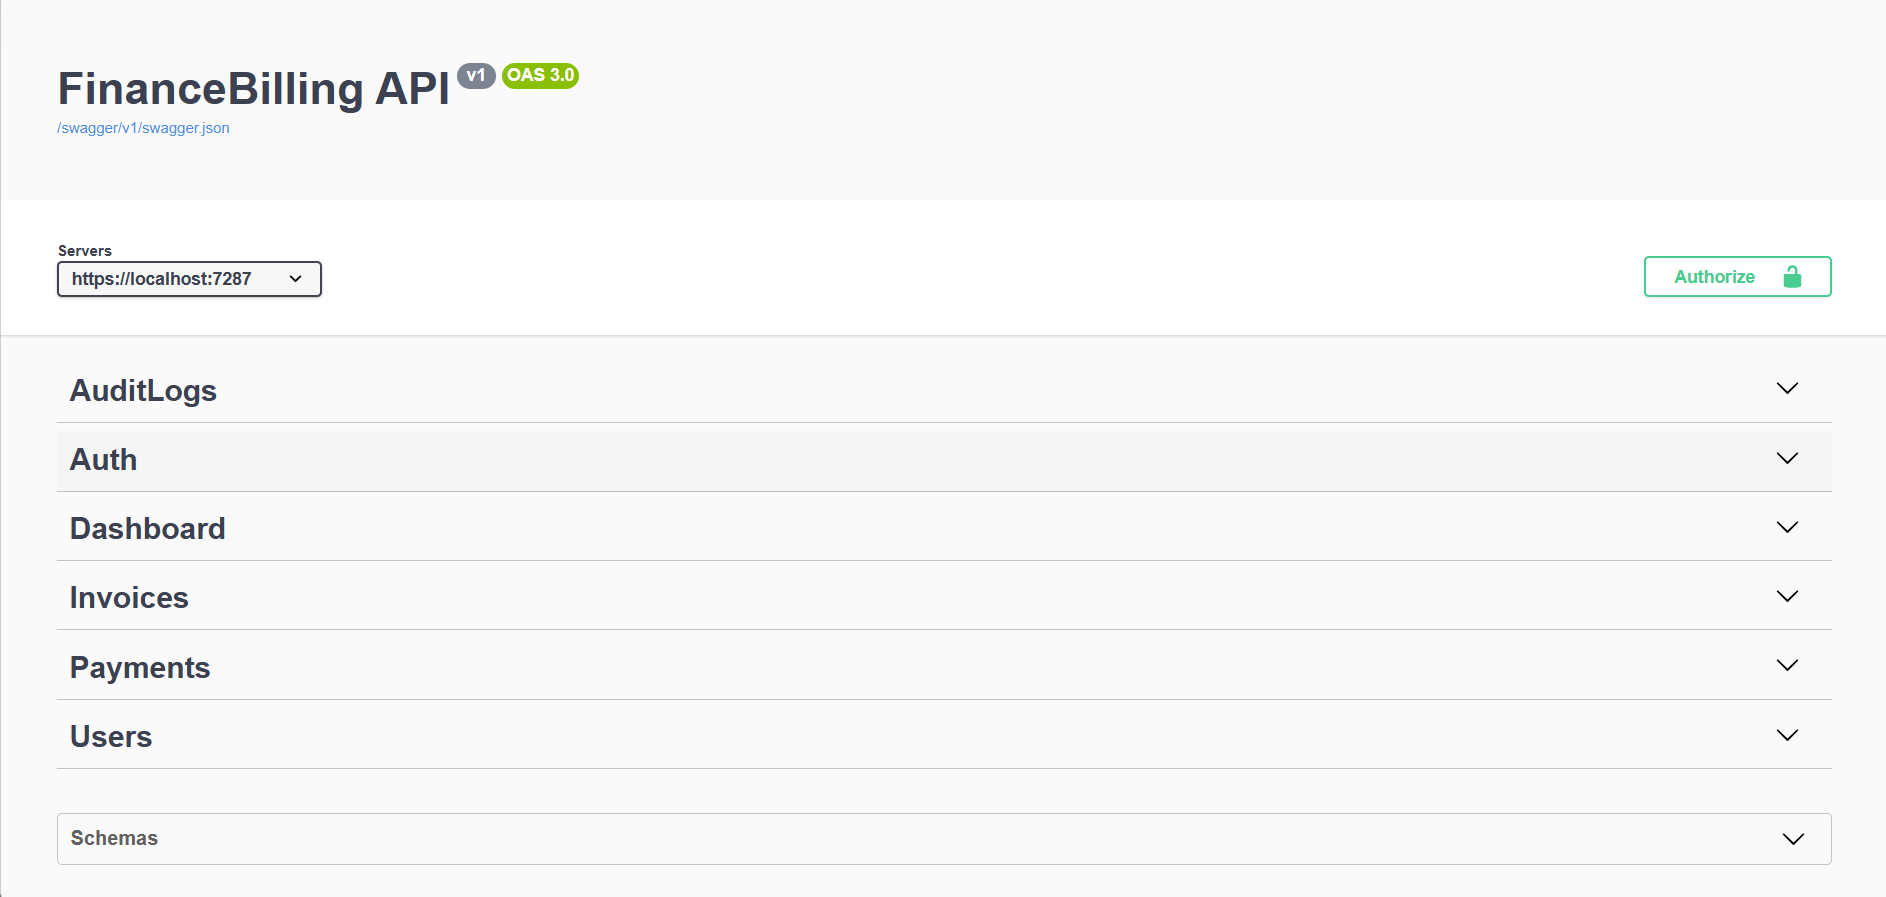 FinanceBilling API v1 OAS 3.0
/swagger/v1/swagger.json
Servers
https://localhost:7287
Authorize
AuditLogs
Auth
Dashboard
Invoices
Payments
Users
Schemas